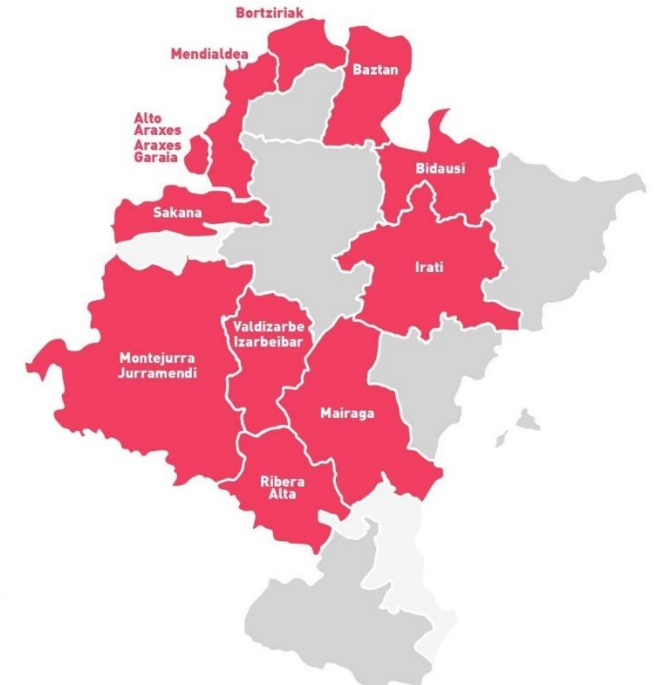 Bortziriak
Mendialdea
Baztan
Alto
Araxes
Araxes
Garaia
Bidausi
Sakana
Irati
Valdizarbe
Izarbeibar
Montejurra
Jurramendi
Mairaga
Ribera
Alta